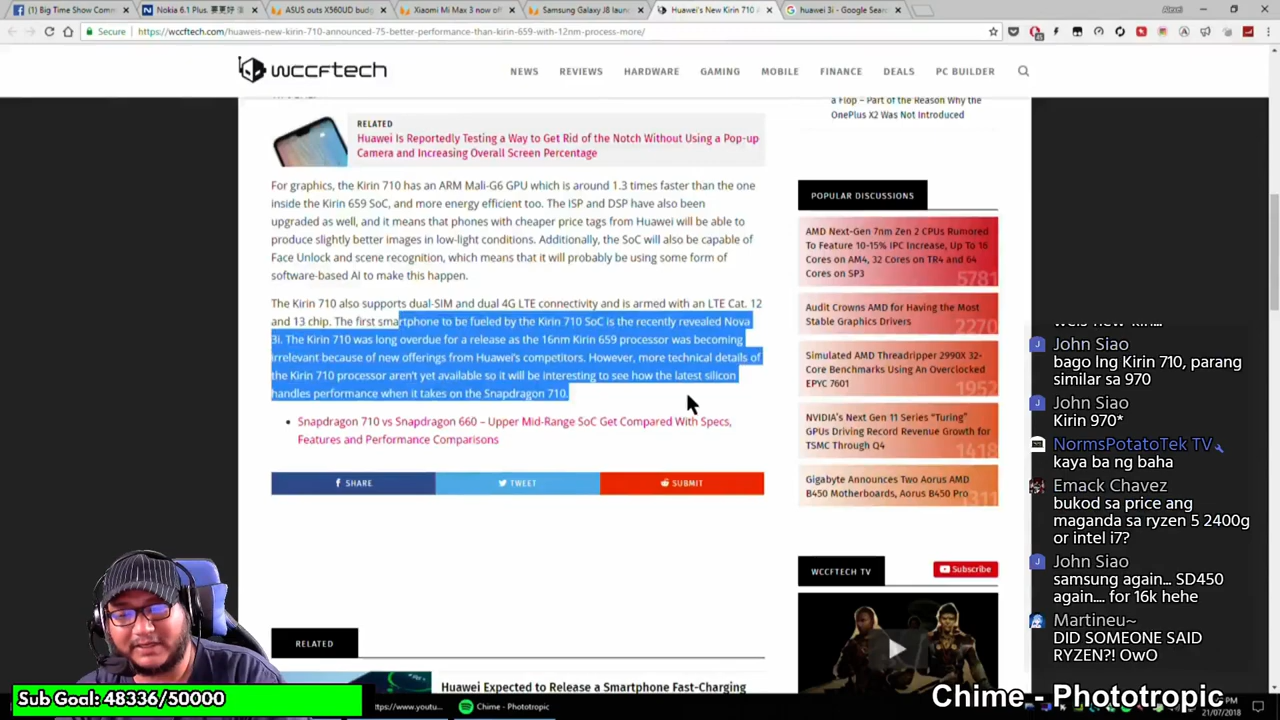 (1) Big Time Show Comm
Nokia 6.1 Plus.
ASUS outs X560UD budg
Xiaomi Mi Max 3 now off
Samsung Galaxy J8 laun
Huawei's New Kirin 710 A
huawei 3i - Google Sear
Secure
https://wccftech.com/huaweis-new-kirin-710-announced-75-better-performance-than-kirin-659-with-12nm-process-more/
wccftech
NEWS REVIEWS HARDWARE GAMING MOBILE FINANCE DEALS PC BUILDER
RELATED
Huawei Is Reportedly Testing a Way to Get Rid of the Notch Without Using a Pop-up
Camera and Increasing Overall Screen Percentage
For graphics, the Kirin 710 has an ARM Mali-G6 GPU which is around 1.3 times faster than the one
inside the Kirin 659 SoC, and more energy efficient too. The ISP and DSP have also been
upgraded as well, and it means that phones with cheaper price tags from Huawei will be able to
produce slightly better images in low-light conditions. Additionally, the SoC will also be capable of
Face Unlock and scene recognition, which means that it will probably be using some form of
software-based AI to make this happen.
The Kirin 710 also supports dual-SIM and dual 4G LTE connectivity and is armed with an LTE Cat. 12
and 13 chip. The first smartphone to be fueled by the Kirin 710 SoC is the recently revealed Nova
3i. The Kirin 710 was long overdue for a release as the 16nm Kirin 659 processor was becoming
irrelevant because of new offerings from Huawei's competitors. However, more technical details of
the Kirin 710 processor aren't yet available so it will be interesting to see how the latest silicon
handles performance when it takes on the Snapdragon 710.
Snapdragon 710 vs Snapdragon 660 – Upper Mid-Range SoC Get Compared With Specs,
Features and Performance Comparisons
SHARE
TWEET
SUBMIT
RELATED
Huawei Expected to Release a Smartphone Fast-Charging
a Flop – Part of the Reason Why the
OnePlus X2 Was Not Introduced
POPULAR DISCUSSIONS
AMD Next-Gen 7nm Zen 2 CPUs Rumored
To Feature 10-15% IPC Increase, Up To 16
Cores on AM4, 32 Cores on TR4 and 64
Cores on SP3
5781
Audit Crowns AMD for Having the Most
Stable Graphics Drivers
2270
Simulated AMD Threadripper 2990X 32-
Core Benchmarks Using An Overclocked
EPYC 7601
1952
NVIDIA's Next Gen 11 Series "Turing"
GPUs Driving Record Revenue Growth for
TSMC Through Q4
1418
Gigabyte Announces Two Aorus AMD
B450 Motherboards, Aorus B450 Pro
1311
WCCFTECH TV
Subscribe
John Siao
bago lng Kirin 710, parang
similar sa 970
John Siao
Kirin 970*
NormsPotatoTek TV
kaya ba ng baha
Emack Chavez
bukod sa price ang
maganda sa ryzen 5 2400g
or intel i7?
John Siao
samsung again... SD450
again.... for 16k hehe
Martineu~
DID SOMEONE SAID
RYZEN?! OwO
Sub Goal: 48336/50000
ttps://www.youtu...
Chime - Phototropic
Chime - Phototropic
21/07/2018